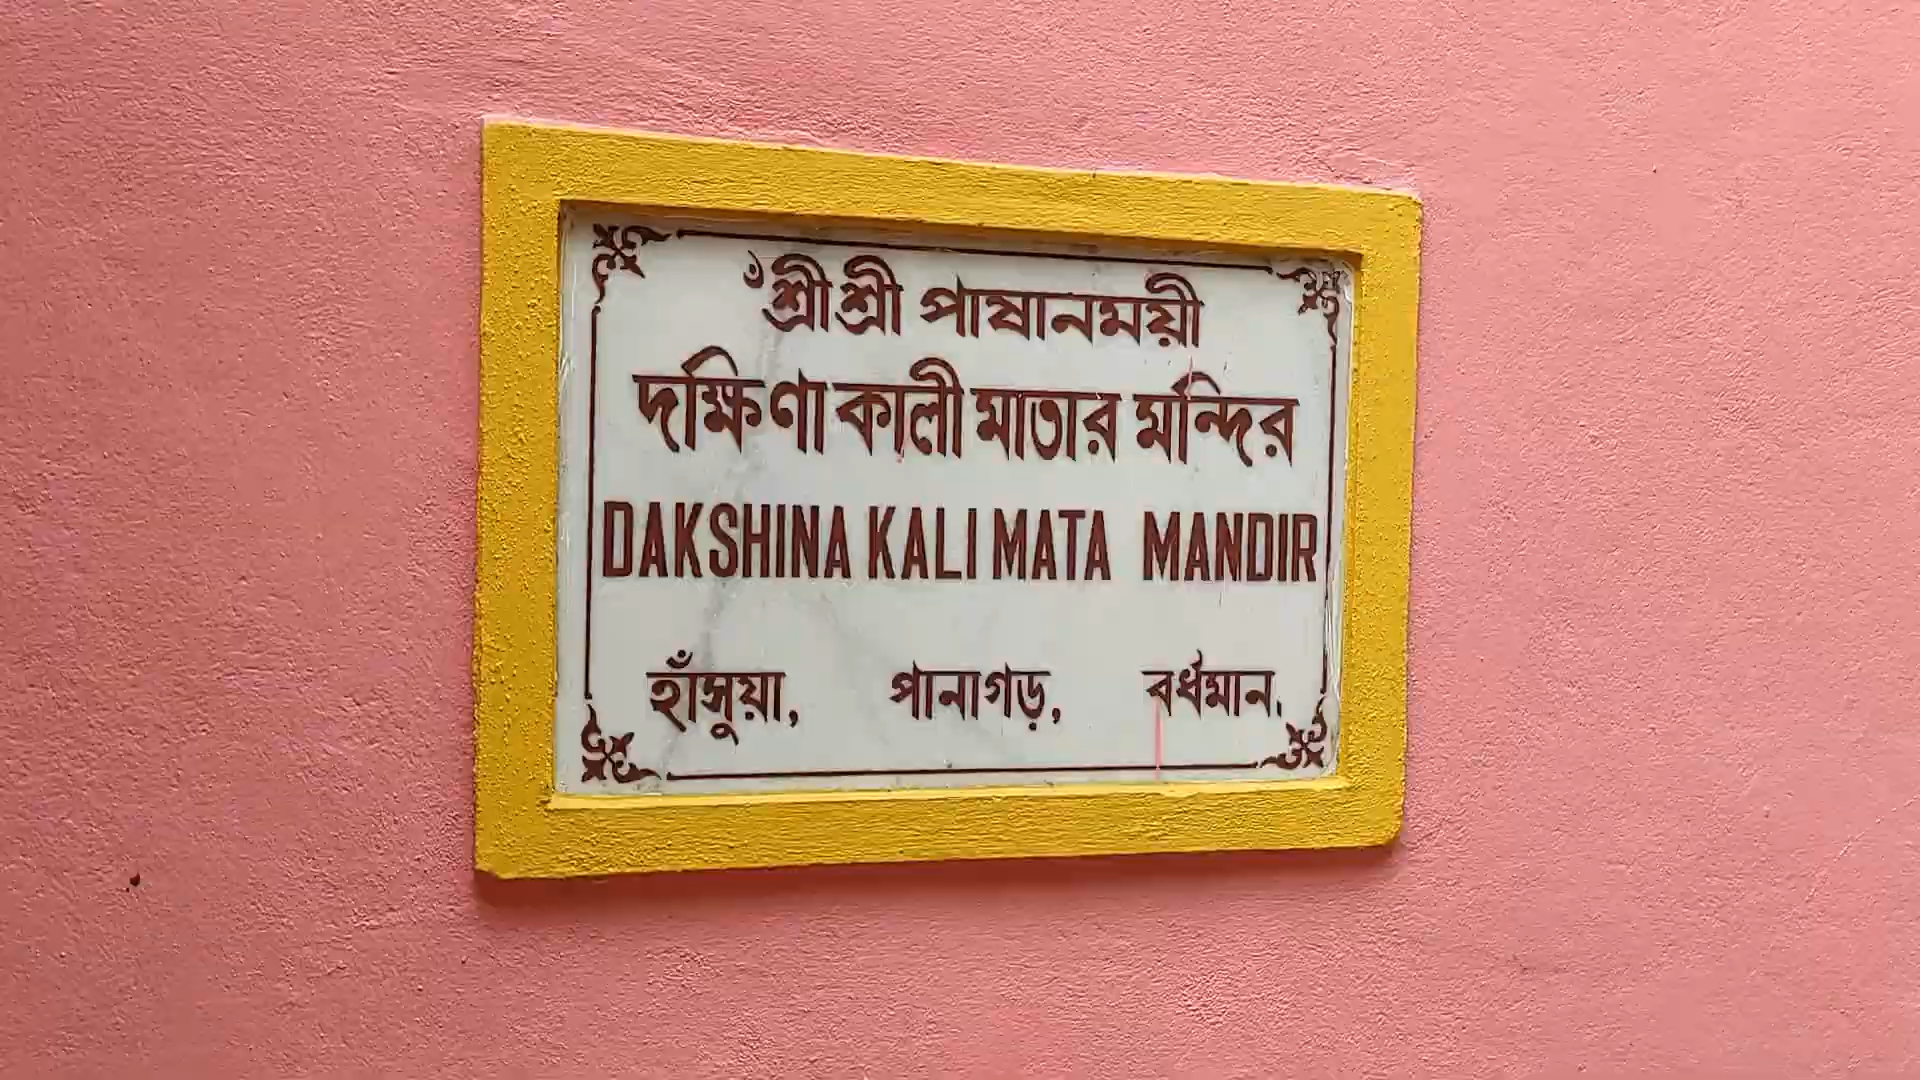 ঁশ্রীশ্রী পাষানময়ী
দক্ষিণা কালী মাতার মন্দির
DAKSHINA KALI MATA MANDIR
হাঁসুয়া, পানাগড়, বর্ধমান.